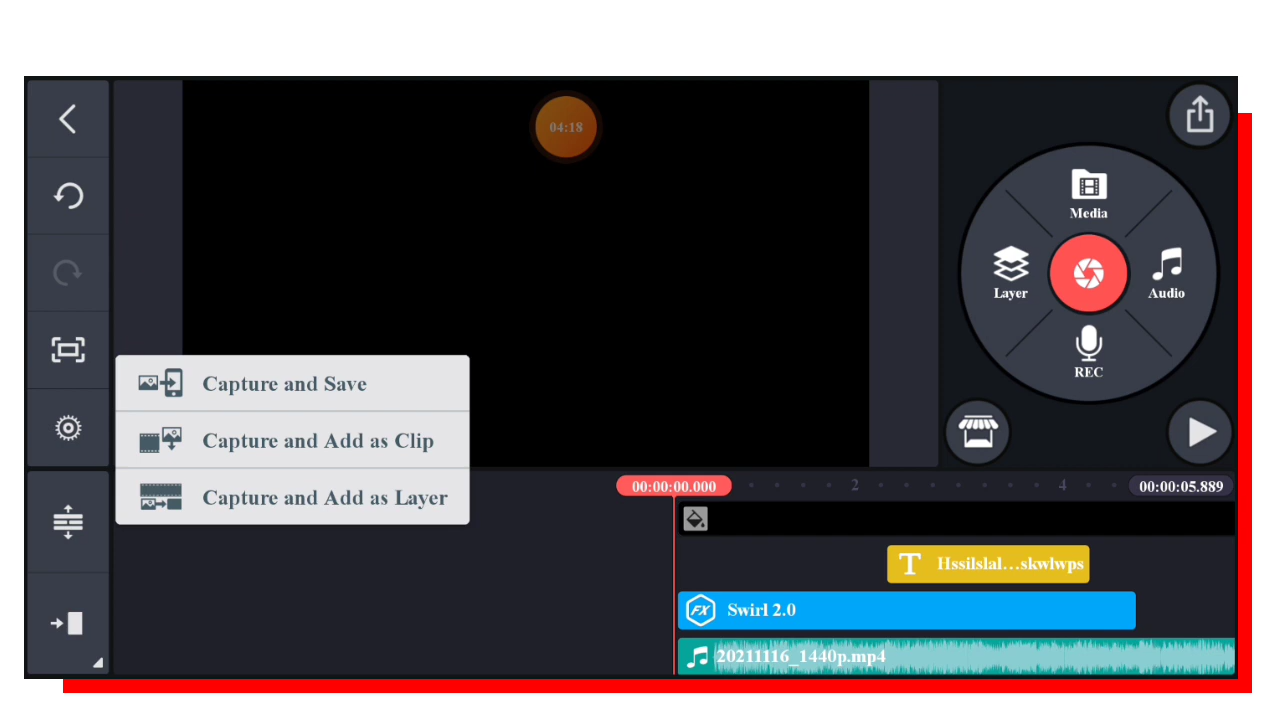 04:18
Media
Layer
Audio
REC
Capture and Save
Capture and Add as Clip
Capture and Add as Layer
00:00:00.000
2
4
00:00:05.889
T Hssilslal...skwlwps
FX Swirl 2.0
20211116_1440p.mp4